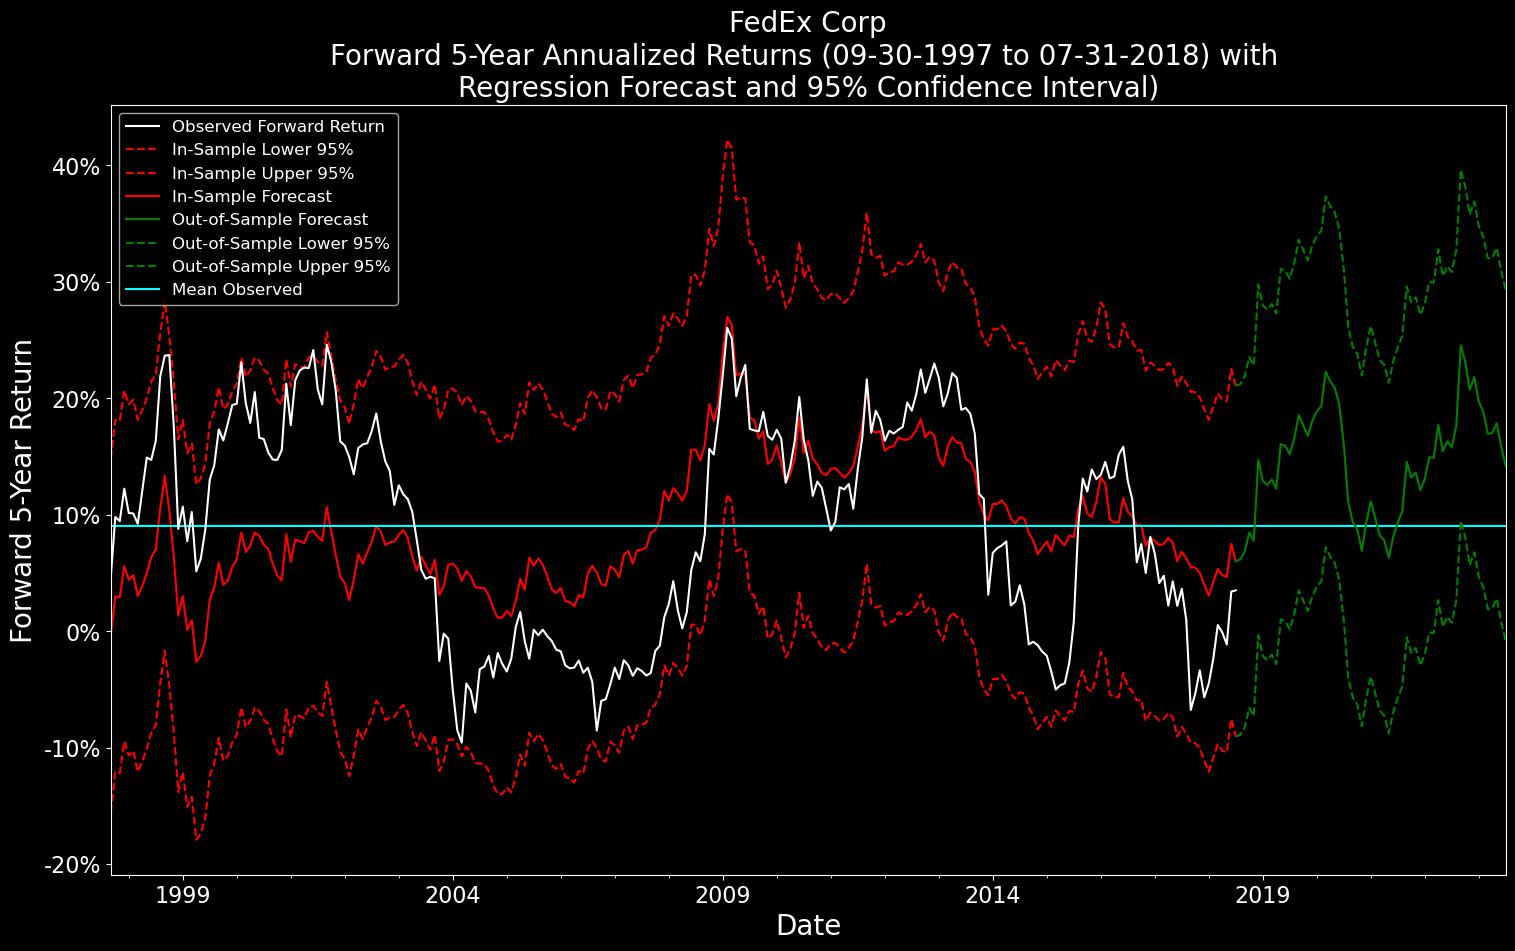 FedEx Corp
Forward 5-Year Annualized Returns (09-30-1997 to 07-31-2018) with
Regression Forecast and 95% Confidence Interval)
Observed Forward Return
In-Sample Lower 95%
In-Sample Upper 95%
In-Sample Forecast
Out-of-Sample Forecast
Out-of-Sample Lower 95%
Out-of-Sample Upper 95%
Mean Observed
Forward 5-Year Return
40%
30%
20%
10%
0%
-10%
-20%
1999 2004 2009 2014 2019
Date